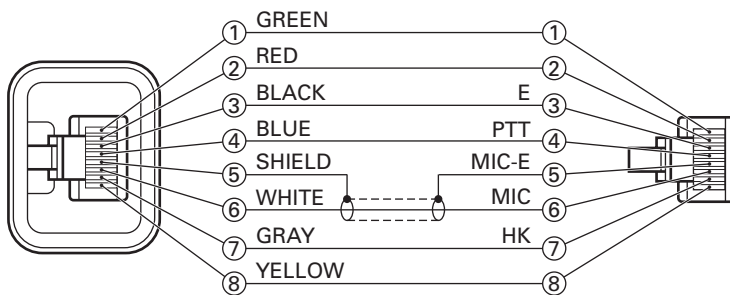 ① GREEN ①
② RED ②
③ BLACK E ③
④ BLUE PTT ④
⑤ SHIELD MIC-E ⑤
⑥ WHITE MIC ⑥
⑦ GRAY HK ⑦
⑧ YELLOW ⑧